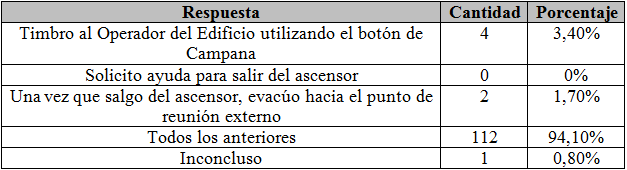 Respuesta Cantidad Porcentaje
Timbro al Operador del Edificio utilizando el botón de 4 3,40%
Campana
Solicito ayuda para salir del ascensor 0 0%
Una vez que salgo del ascensor, evacúo hacia el punto de 2 1,70%
reunión externo
Todos los anteriores 112 94,10%
Inconcluso 1 0,80%